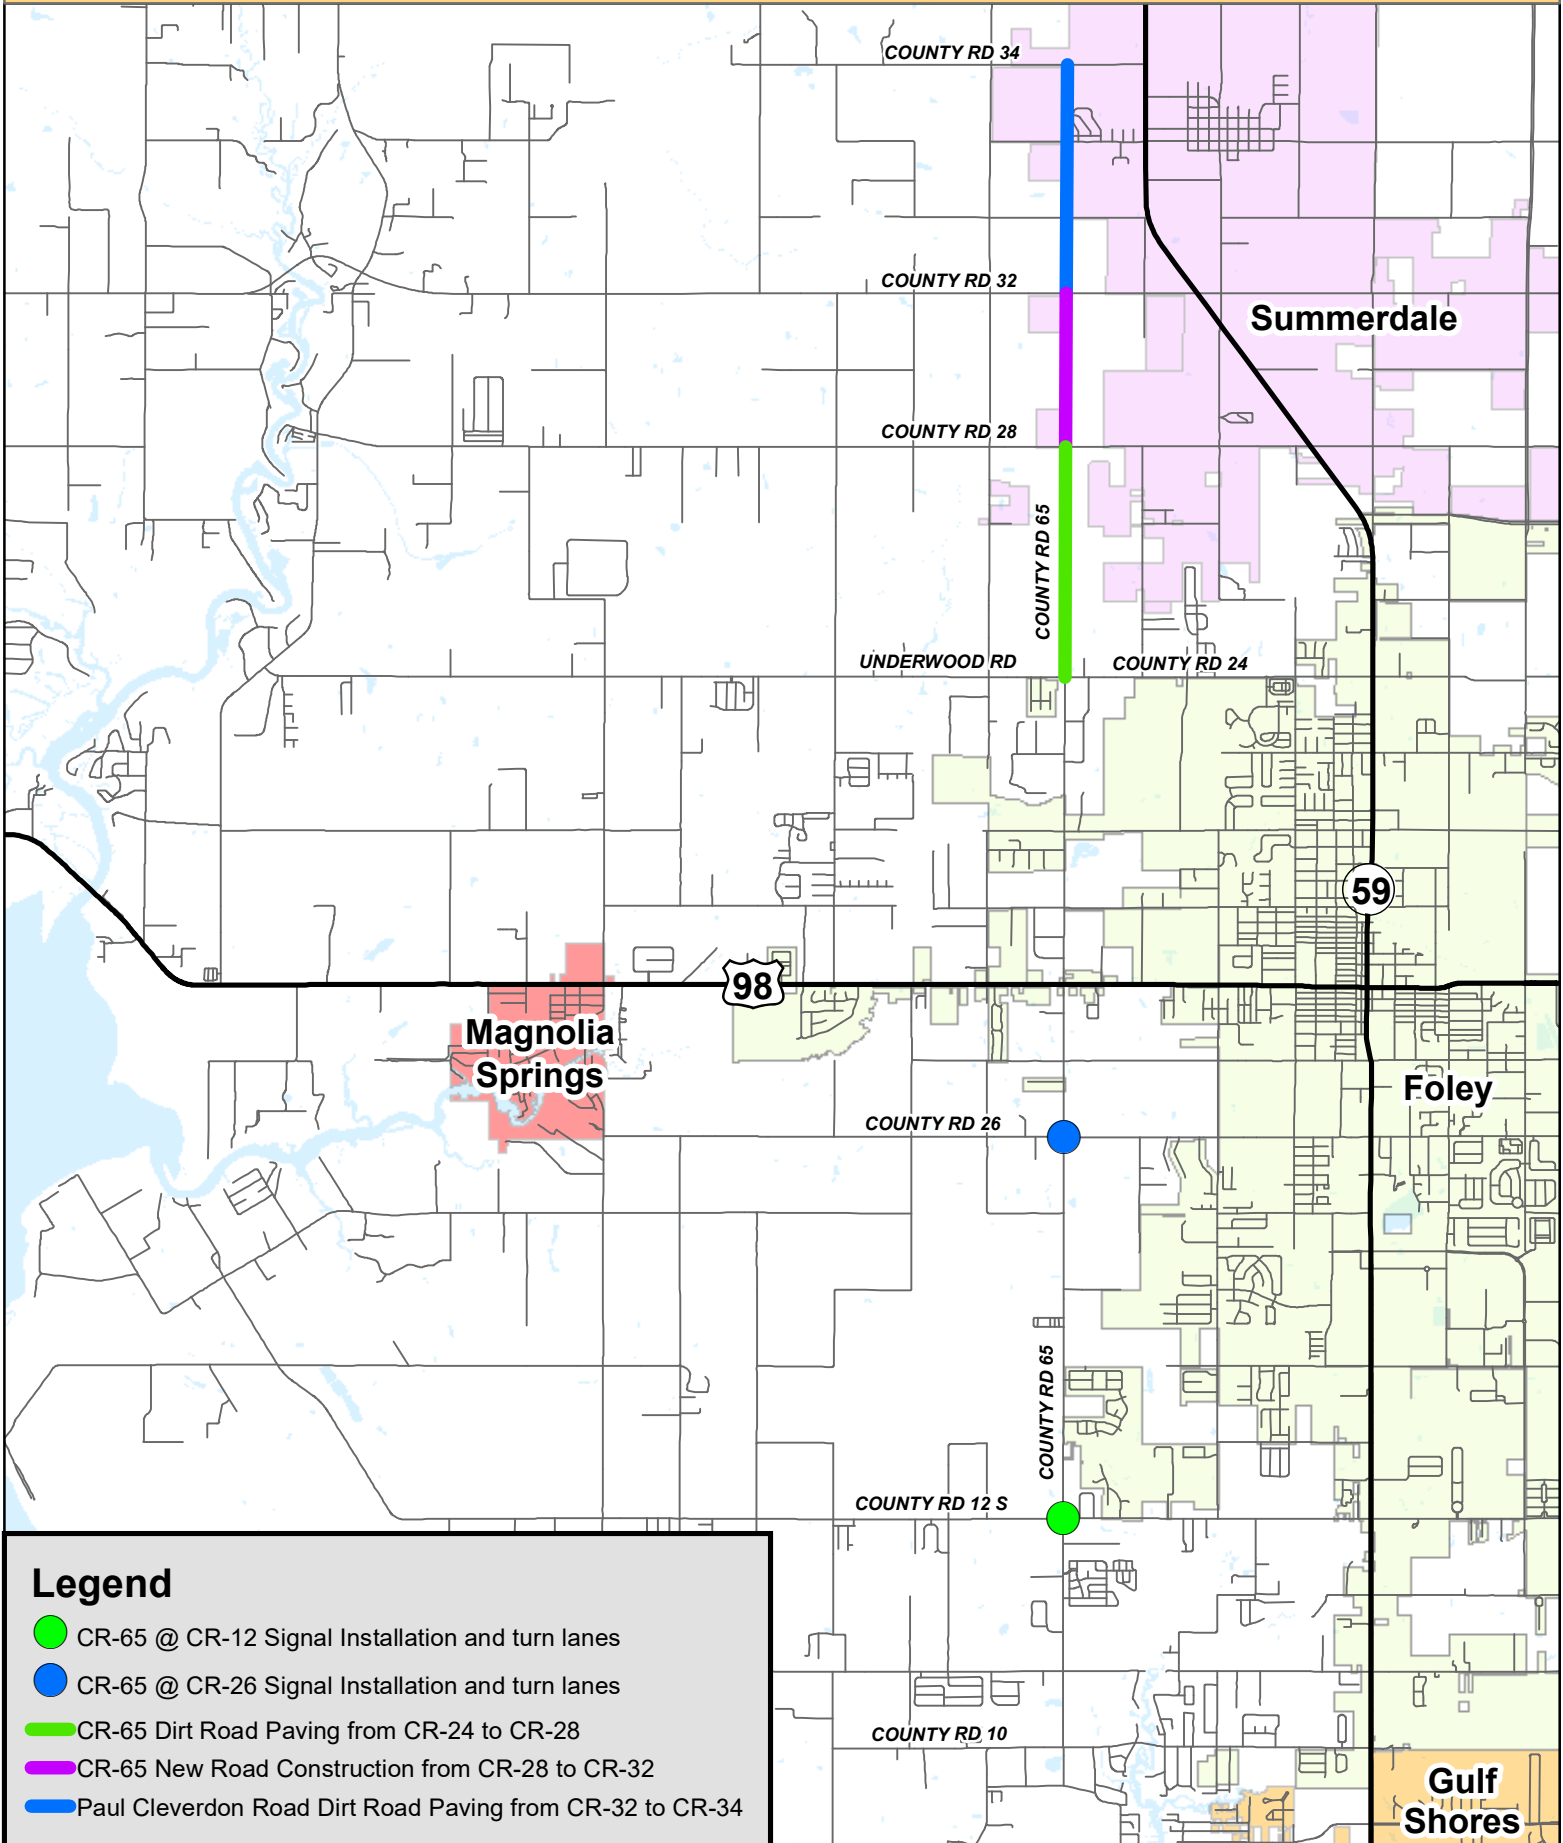 COUNTY RD 34
COUNTY RD 32
Summerdale
COUNTY RD 28
COUNTY RD 65
UNDERWOOD RD
COUNTY RD 24
59
98
Magnolia
Springs
Foley
COUNTY RD 26
COUNTY RD 65
COUNTY RD 12 S
Legend
CR-65 @ CR-12 Signal Installation and turn lanes
CR-65 @ CR-26 Signal Installation and turn lanes
CR-65 Dirt Road Paving from CR-24 to CR-28
CR-65 New Road Construction from CR-28 to CR-32
Paul Cleverdon Road Dirt Road Paving from CR-32 to CR-34
COUNTY RD 10
Gulf
Shores